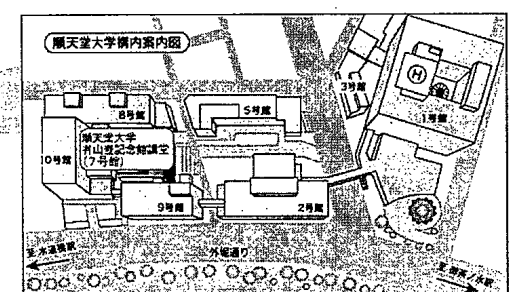 順天堂大学構内案内図
8号館
5号館
3号館
H
1号館
順天堂大学
有山登記念館講堂
(7号館)
10号館
9号館
2号館
外堀通り
至 水道橋駅
至 御茶ノ水駅